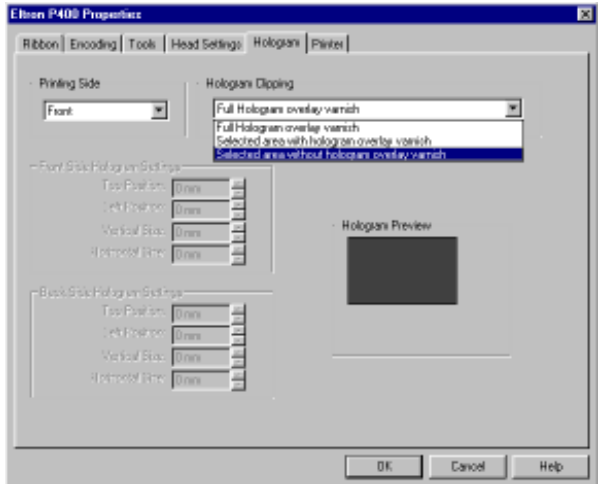 Eltron P400 Properties
Ribbon Encoding Tools Head Settings Hologram Printer
Printing Side
Front
Hologram Clipping
Full Hologram overlay varnish
Full Hologram overlay varnish
Selected area with hologram overlay varnish
Selected area without hologram overlay varnish
Front Side Hologram Settings
Top Position: 0 mm
Left Position: 0 mm
Vertical Size: 0 mm
Horizontal Size: 0 mm
Hologram Preview
Back Side Hologram Settings
Top Position: 0 mm
Left Position: 0 mm
Vertical Size: 0 mm
Horizontal Size: 0 mm
OK Cancel Help